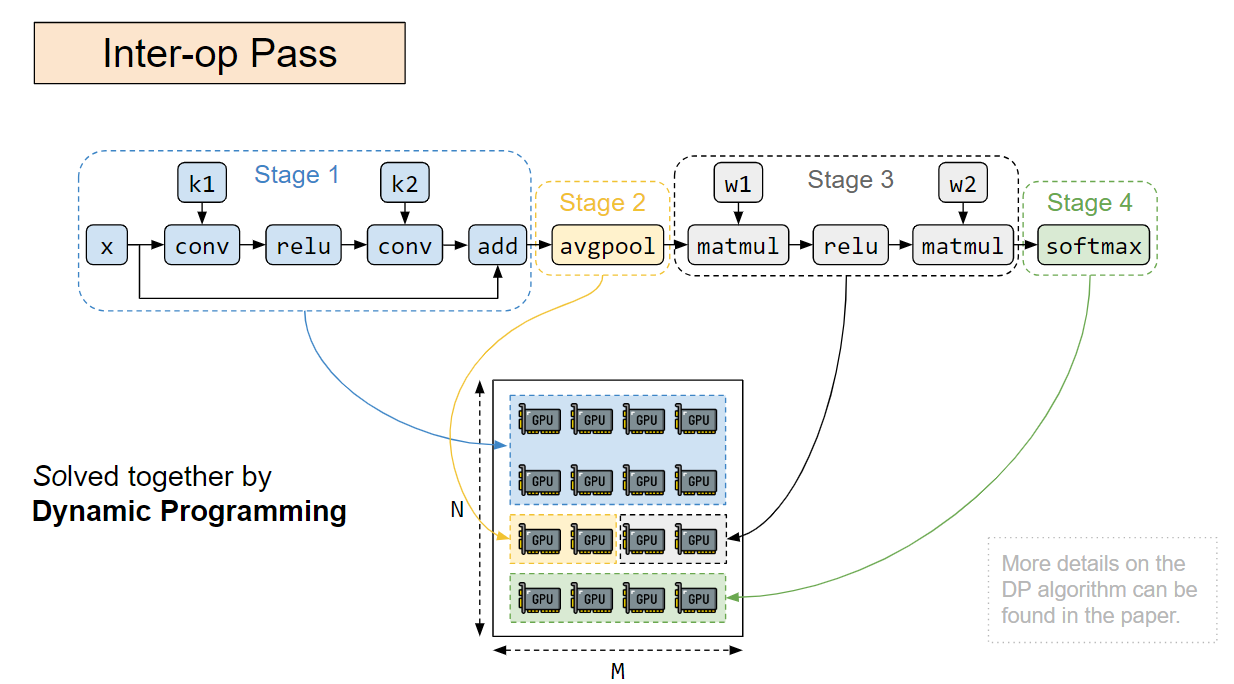 Inter-op Pass
Stage 1
Stage 2
Stage 3
Stage 4
k1
k2
w1
w2
x
conv
relu
conv
add
avgpool
matmul
relu
matmul
softmax
GPU GPU GPU GPU
GPU GPU GPU GPU
GPU GPU GPU GPU
GPU GPU GPU GPU
N
M
Solved together by
Dynamic Programming
More details on the
DP algorithm can be
found in the paper.